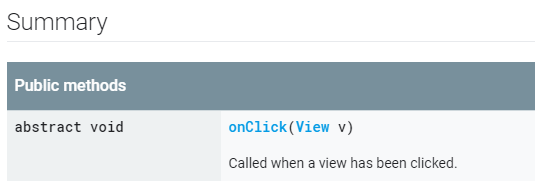 Summary
Public methods
abstract void onClick(View v)
Called when a view has been clicked.